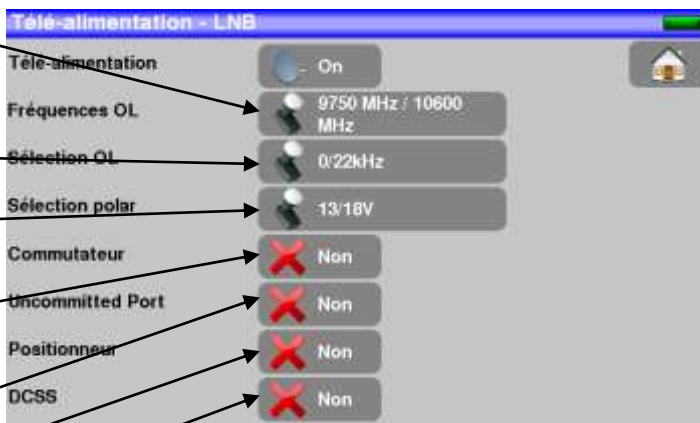 Télé-alimentation - LNB
Télé-alimentation On
Fréquences OL 9750 MHz / 10600
MHz
Sélection OL 0/22kHz
Sélection polar 13/18V
Commutateur Non
Uncommitted Port Non
Positionneur Non
DCSS Non